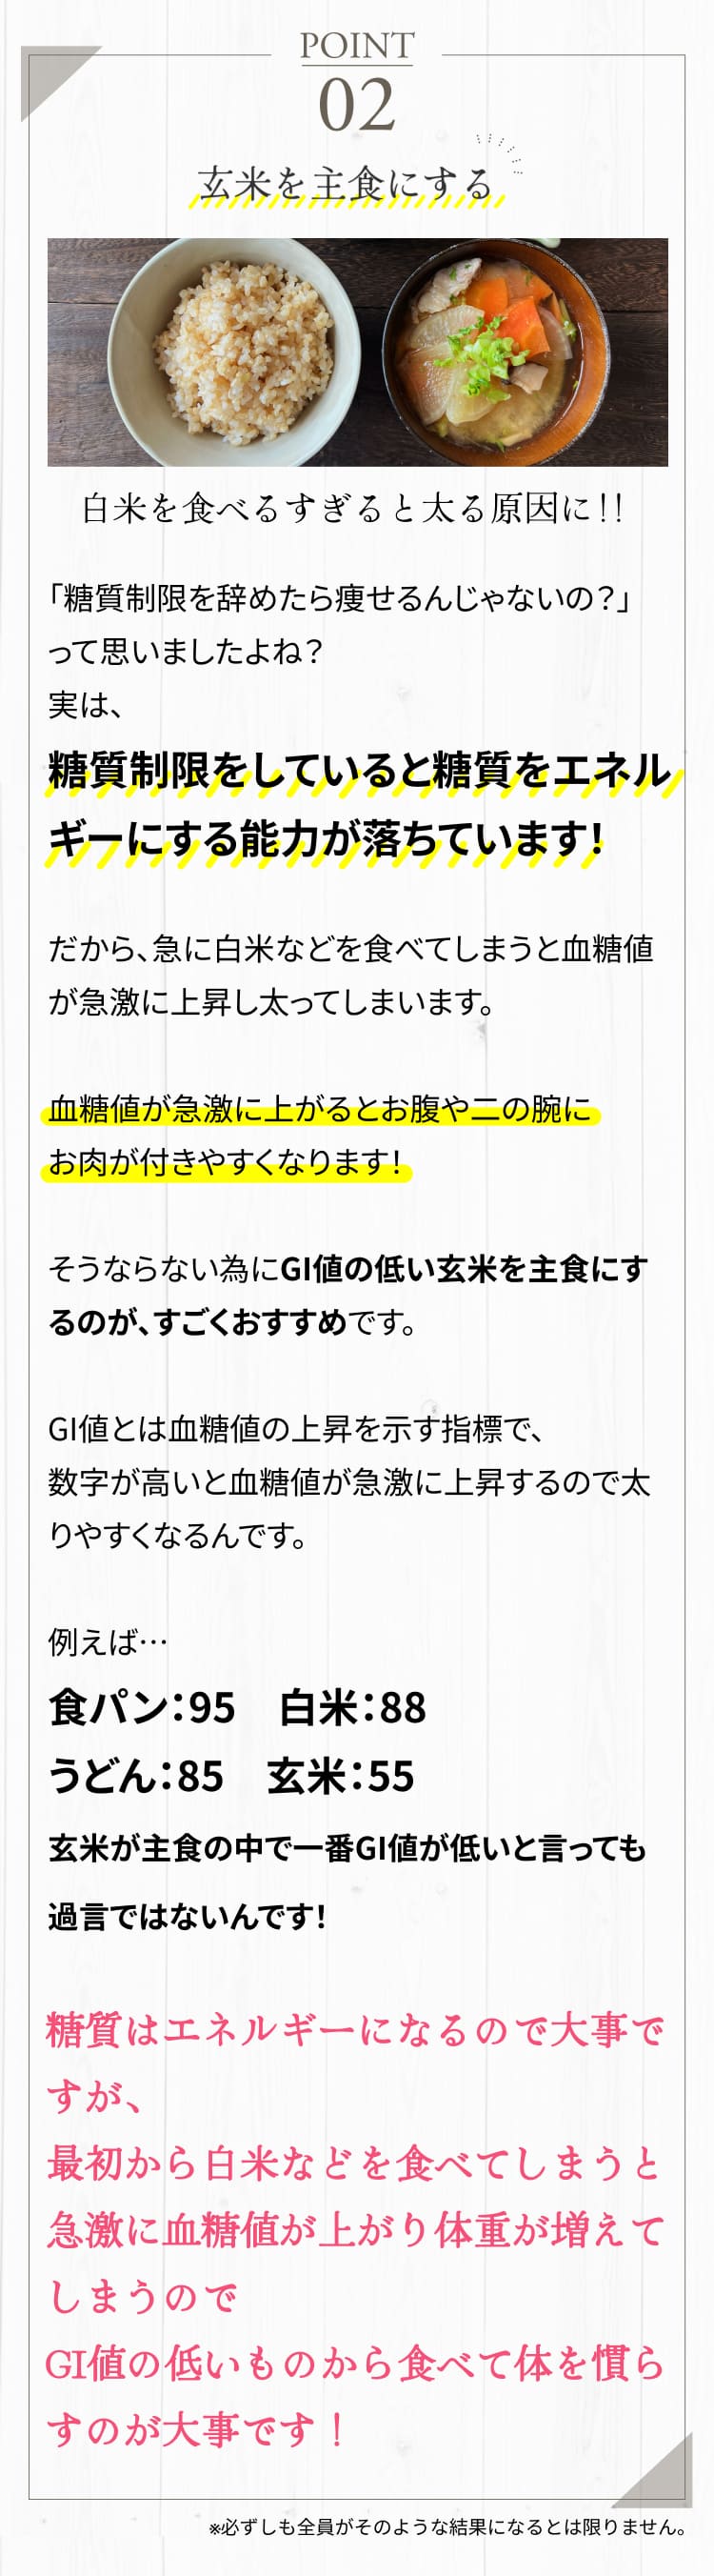 POINT
02
玄米を主食にする
白米を食べるすぎると太る原因に!!
「糖質制限を辞めたら痩せるんじゃないの？」
って思いましたよね？
実は、
糖質制限をしていると糖質をエネル
ギーにする能力が落ちています！
だから、急に白米などを食べてしまうと血糖値
が急激に上昇し太ってしまいます。
血糖値が急激に上がるとお腹や二の腕に
お肉が付きやすくなります！
そうならない為にGI値の低い玄米を主食にす
るのが、すごくおすすめです。
GI値とは血糖値の上昇を示す指標で、
数字が高いと血糖値が急激に上昇するので太
りやすくなるんです。
例えば…
食パン：95　白米：88
うどん：85　玄米：55
玄米が主食の中で一番GI値が低いと言っても
過言ではないんです！
糖質はエネルギーになるので大事で
すが、
最初から白米などを食べてしまうと
急激に血糖値が上がり体重が増えて
しまうので
GI値の低いものから食べて体を慣ら
すのが大事です！
※必ずしも全員がそのような結果になるとは限りません。